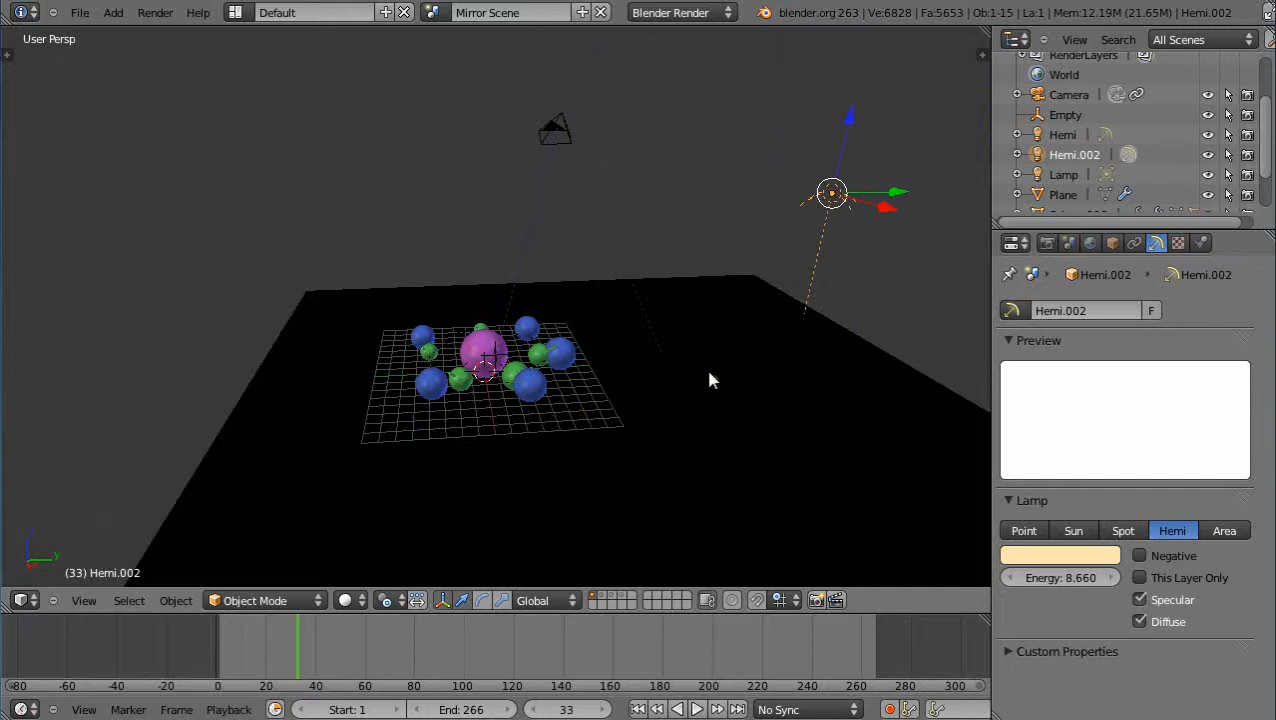 File Add Render Help Default Mirror Scene Blender Render blender.org 263 | Ve:6828 | Fa:5653 | Ob:1-15 | La:1 | Mem:12.19M (21.65M) | Hemi.002
User Persp
View Search All Scenes
RenderLayers
World
Camera
Empty
Hemi
Hemi.002
Lamp
Plane
Hemi.002 Hemi.002
Hemi.002 F
Preview
Lamp
Point Sun Spot Hemi Area
Negative
Energy: 8.660 This Layer Only
Specular
Diffuse
Custom Properties
y
(33) Hemi.002
View Select Object Object Mode Global
-80 -60 -40 -20 0 20 40 60 80 100 120 140 160 180 200 220 240 260 280 300
View Marker Frame Playback Start: 1 End: 266 33 No Sync